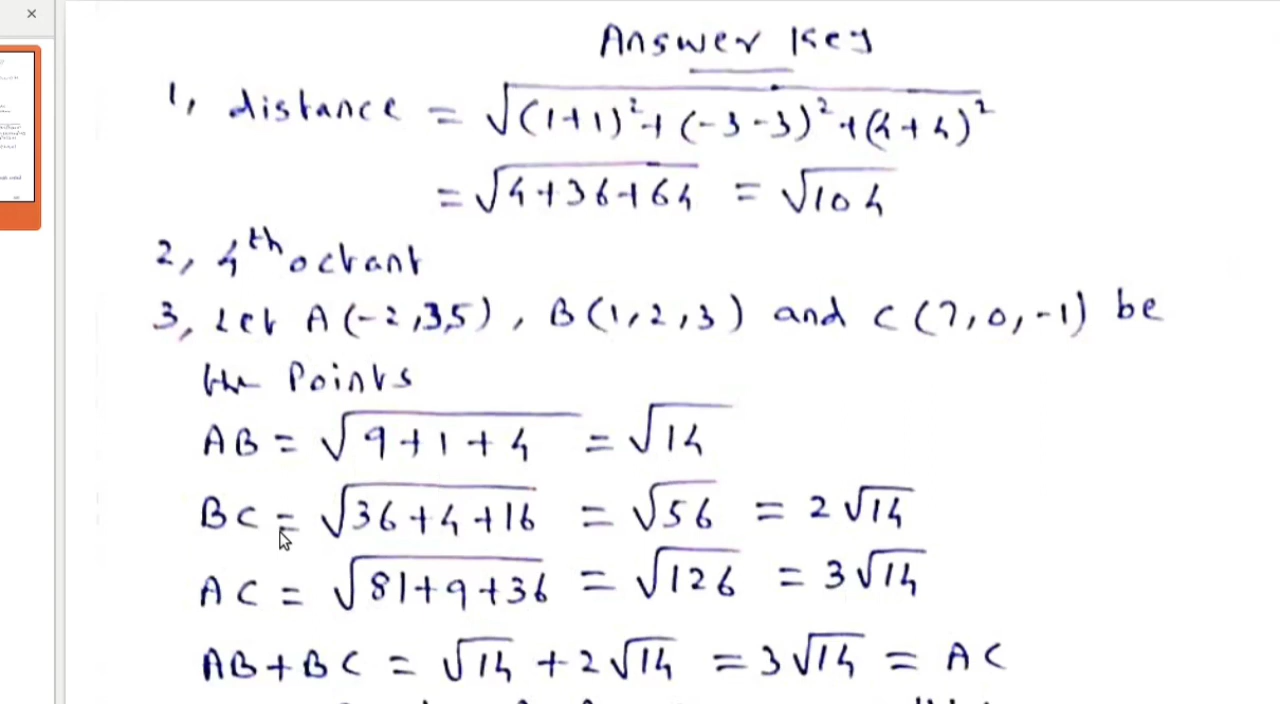 Answer Key
1, distance = √(1+1)²+(-3-3)²+(4+4)²
= √4+36+64 = √104
2, 4th octant
3, Let A(-2,3,5), B(1,2,3) and C(7,0,-1) be
the Points
AB = √9+1+4 = √14
BC = √36+4+16 = √56 = 2√14
AC = √81+9+36 = √126 = 3√14
AB+BC = √14 + 2√14 = 3√14 = AC